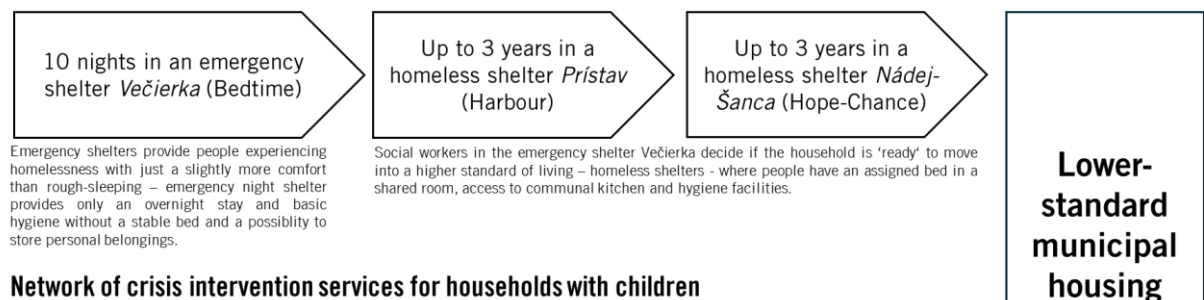 10 nights in an emergency
shelter Večierka (Bedtime)
Up to 3 years in a
homeless shelter Prístav
(Harbour)
Up to 3 years in a
homeless shelter Nádej-
Šanca (Hope-Chance)
Emergency shelters provide people experiencing
homelessness with just a slightly more comfort
than rough-sleeping – emergency night shelter
provides only an overnight stay and basic
hygiene without a stable bed and a possiblity to
store personal belongings.
Social workers in the emergency shelter Večierka decide if the household is ‘ready‘ to move
into a higher standard of living – homeless shelters - where people have an assigned bed in a
shared room, access to communal kitchen and hygiene facilities.
Lower-
standard
municipal
housing
Network of crisis intervention services for households with children